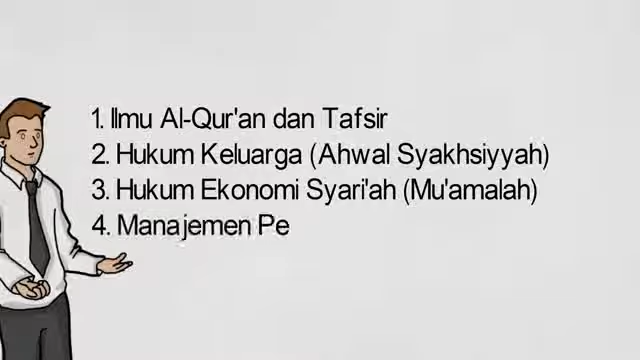 1. Ilmu Al-Qur'an dan Tafsir
2. Hukum Keluarga (Ahwal Syakhsiyyah)
3. Hukum Ekonomi Syari'ah (Mu'amalah)
4. Manajemen Pe